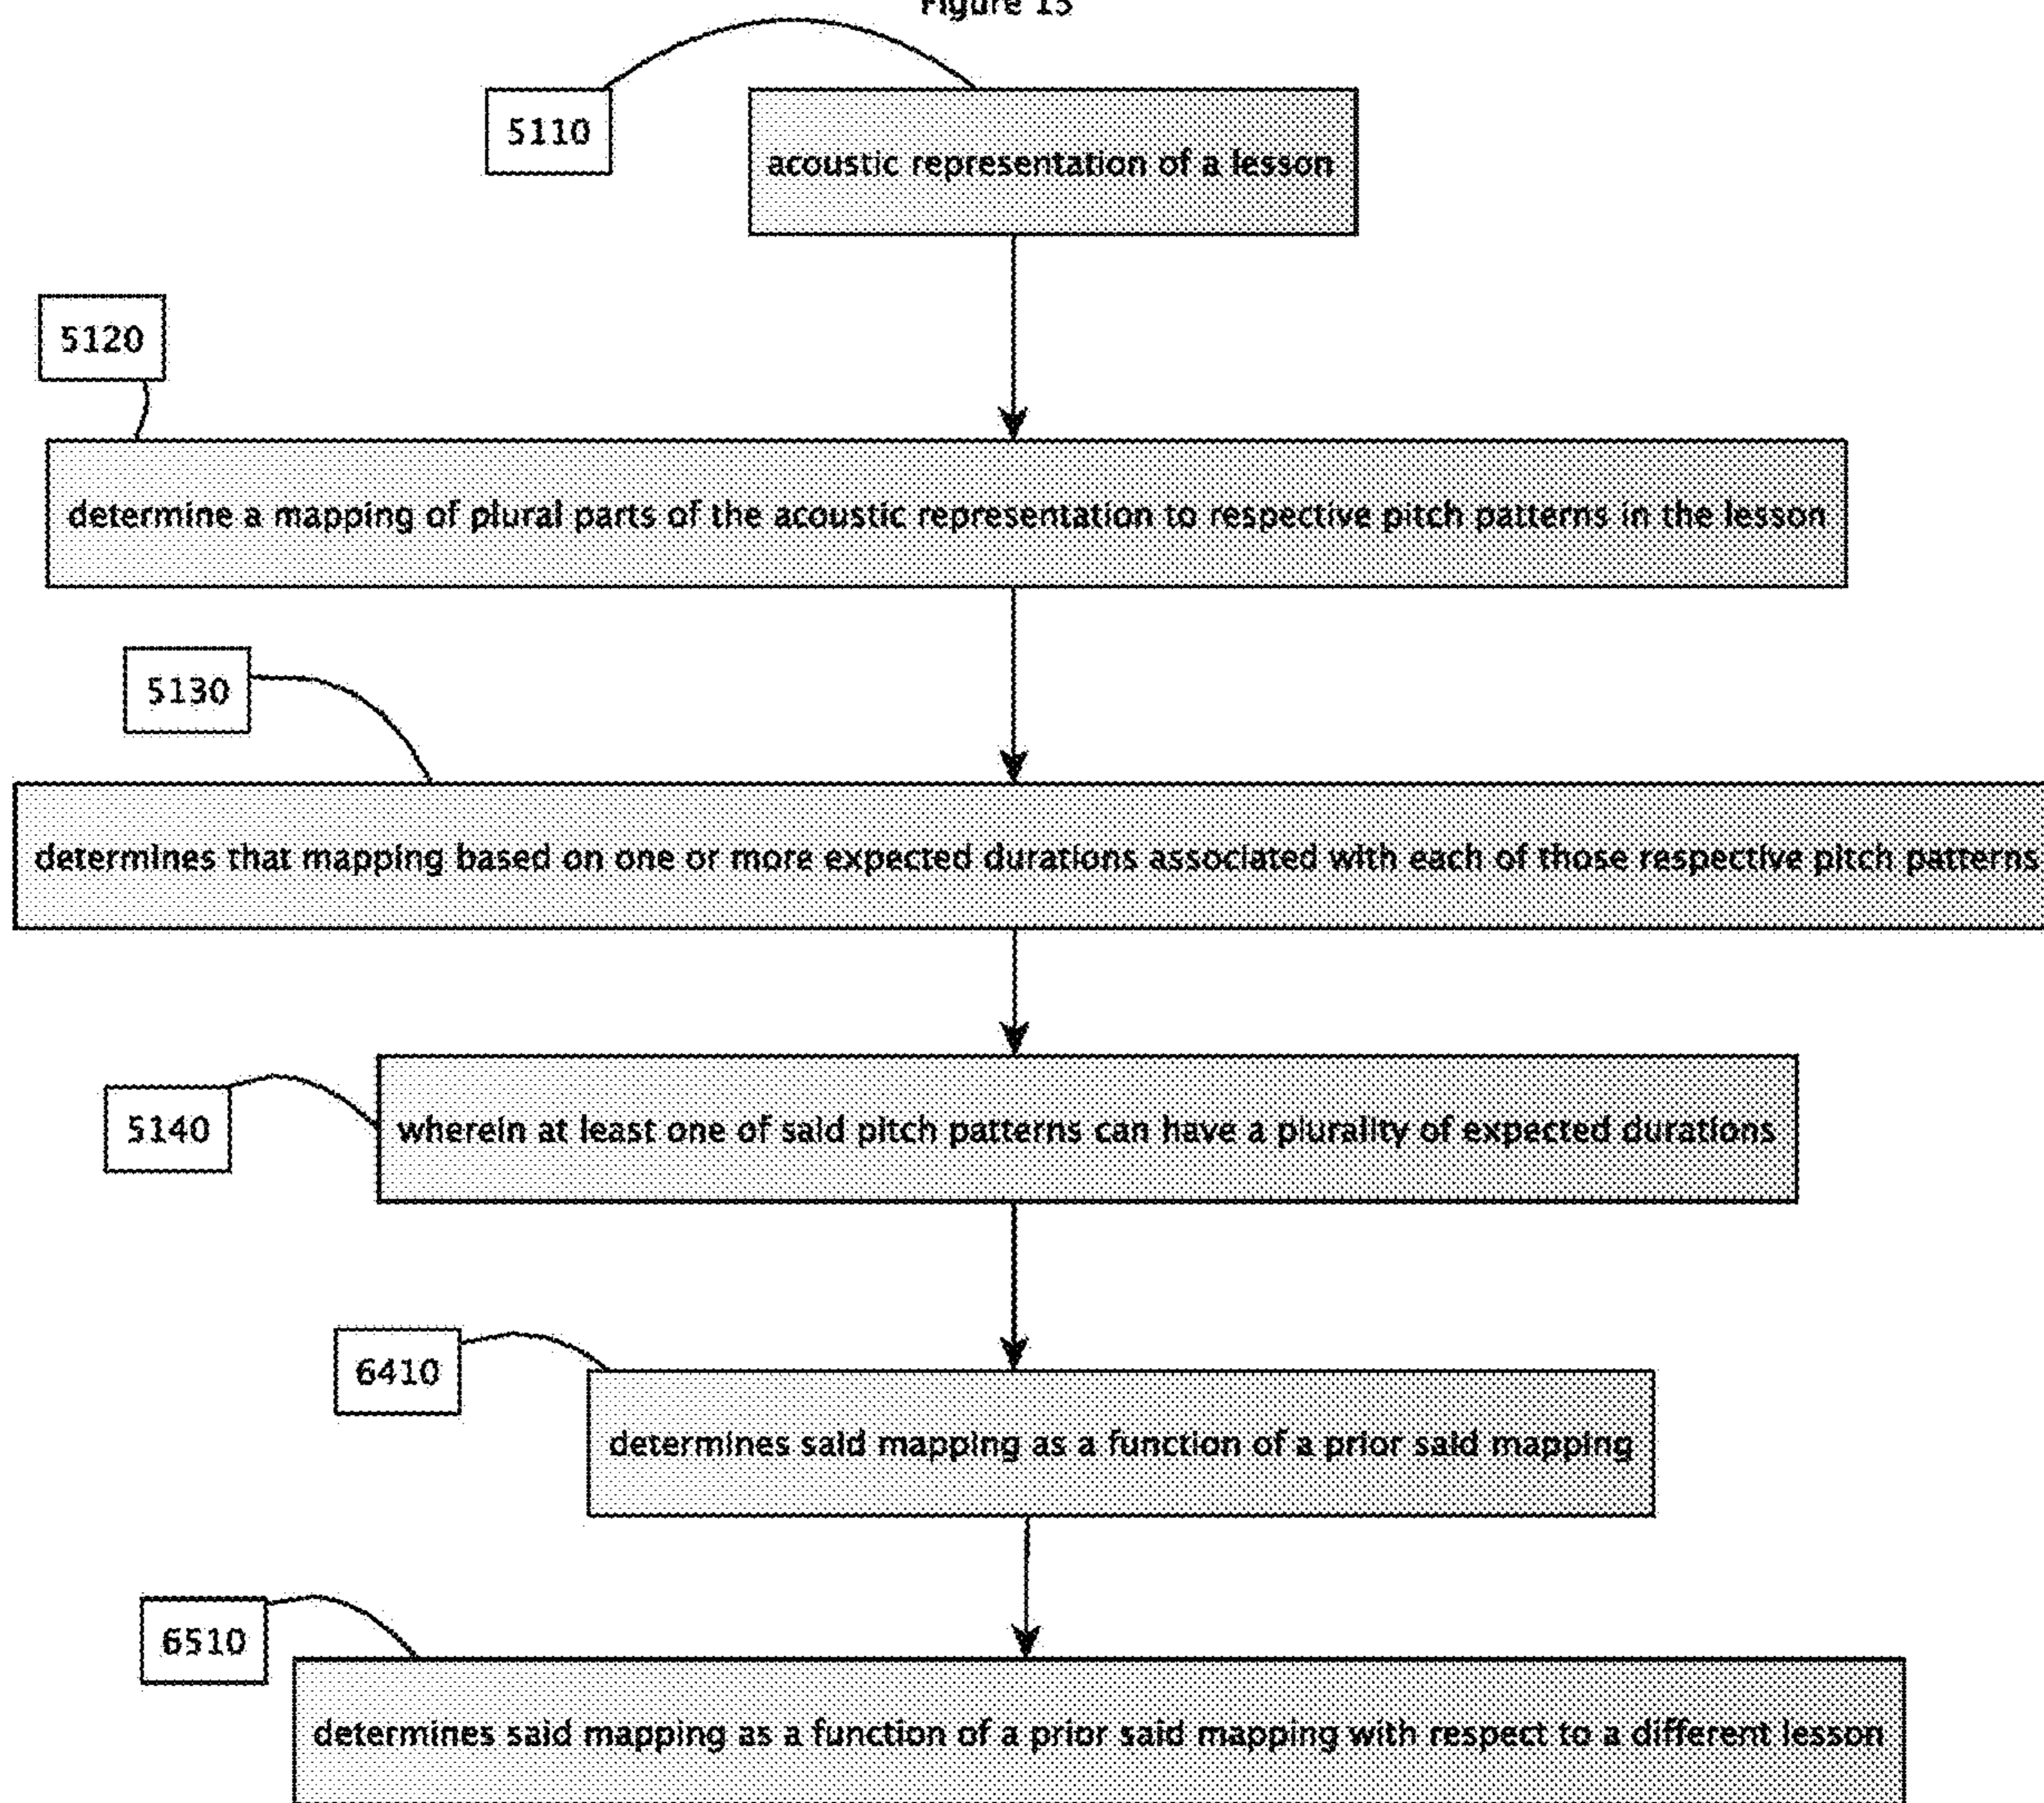 Figure 15
5110
acoustic representation of a lesson
5120
determine a mapping of plural parts of the acoustic representation to respective pitch patterns in the lesson
5130
determines that mapping based on one or more expected durations associated with each of those respective pitch patterns
5140
wherein at least one of said pitch patterns can have a plurality of expected durations
6410
determines said mapping as a function of a prior said mapping
6510
determines said mapping as a function of a prior said mapping with respect to a different lesson